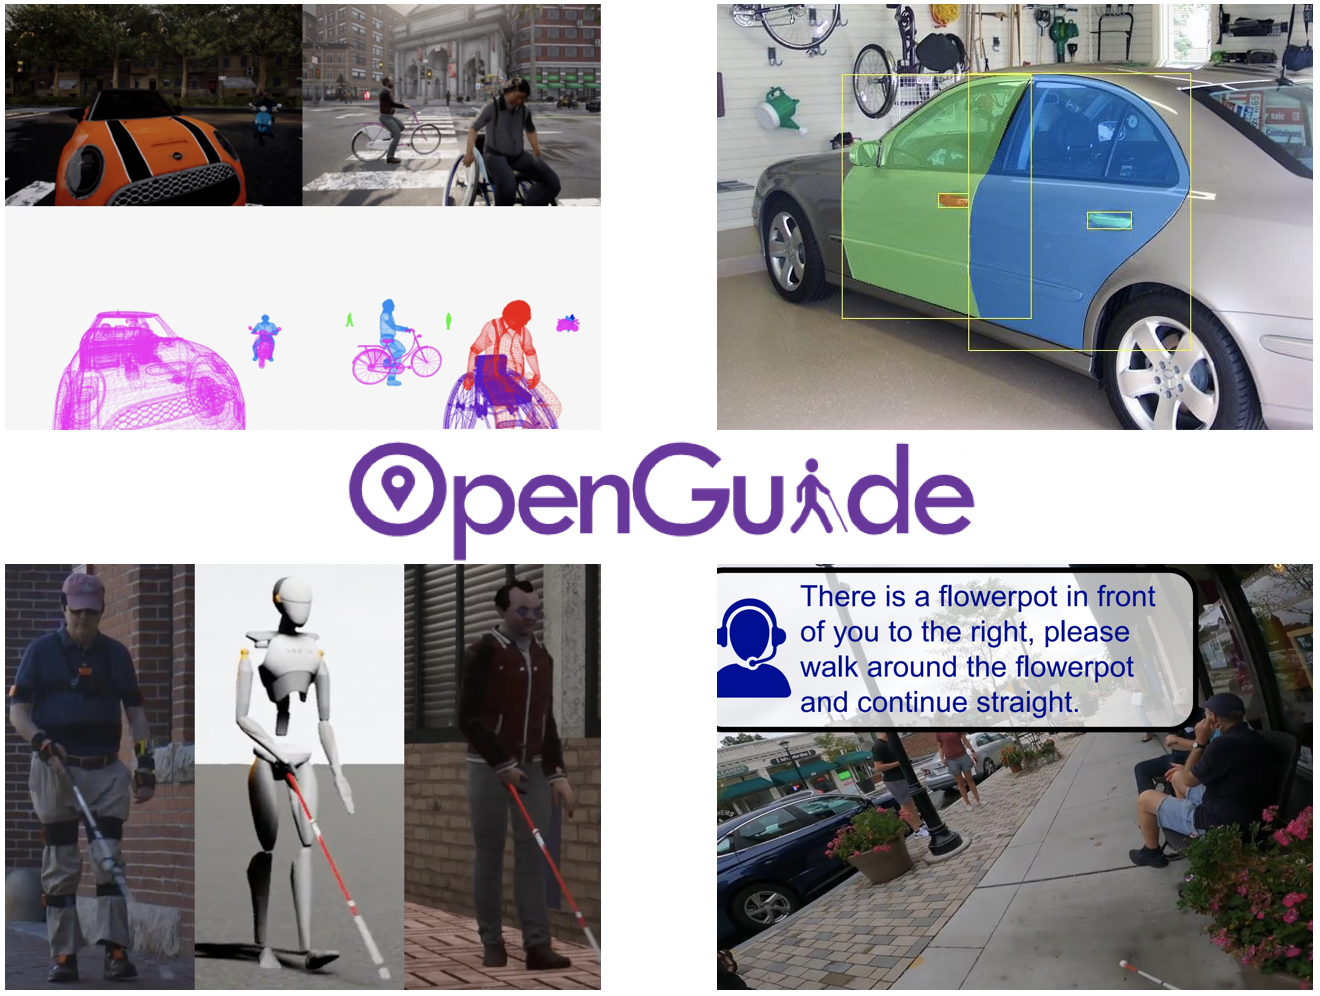 sale
OpenGuide
There is a flowerpot in front
of you to the right, please
walk around the flowerpot
and continue straight.